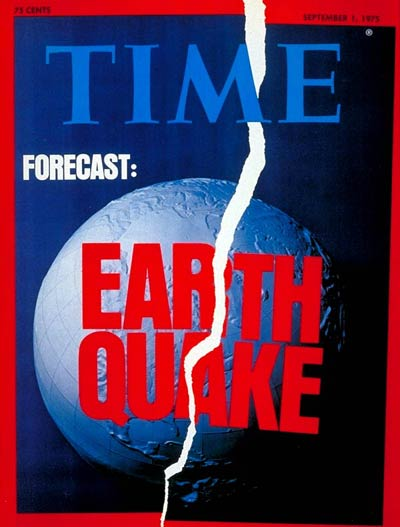 75 CENTS
SEPTEMBER 1, 1975
TIME
®
FORECAST:
EARTH
QUAKE